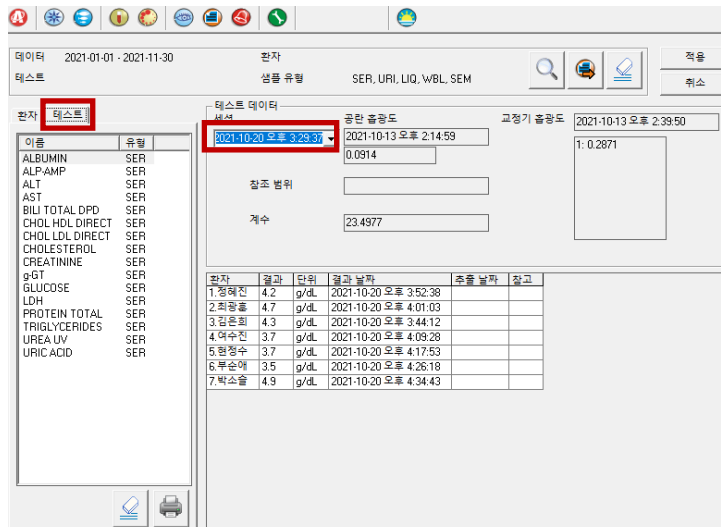 데이터 2021-01-01 - 2021-11-30 환자 적용
테스트 샘플 유형 SER, URI, LIQ, WBL, SEM 취소
환자 테스트
이름 유형
ALBUMIN SER
ALP-AMP SER
ALT SER
AST SER
BILI TOTAL DPD SER
CHOL HDL DIRECT SER
CHOL LDL DIRECT SER
CHOLESTEROL SER
CREATININE SER
g-GT SER
GLUCOSE SER
LDH SER
PROTEIN TOTAL SER
TRIGLYCERIDES SER
UREA UV SER
URIC ACID SER
테스트 데이터
세션 공란 흡광도 교정기 흡광도 2021-10-13 오후 2:39:50
2021-10-20 오후 3:29:37 2021-10-13 오후 2:14:59 1: 0.2871
0.0914
참조 범위
계수 23.4977
환자 결과 단위 결과 날짜 추출 날짜 참고
1.정혜진 4.2 g/dL 2021-10-20 오후 3:52:38
2.최광홍 4.7 g/dL 2021-10-20 오후 4:01:03
3.김은희 4.3 g/dL 2021-10-20 오후 3:44:12
4.여수진 3.7 g/dL 2021-10-20 오후 4:09:28
5.현정수 3.7 g/dL 2021-10-20 오후 4:17:53
6.부순애 3.5 g/dL 2021-10-20 오후 4:26:18
7.박소슬 4.9 g/dL 2021-10-20 오후 4:34:43